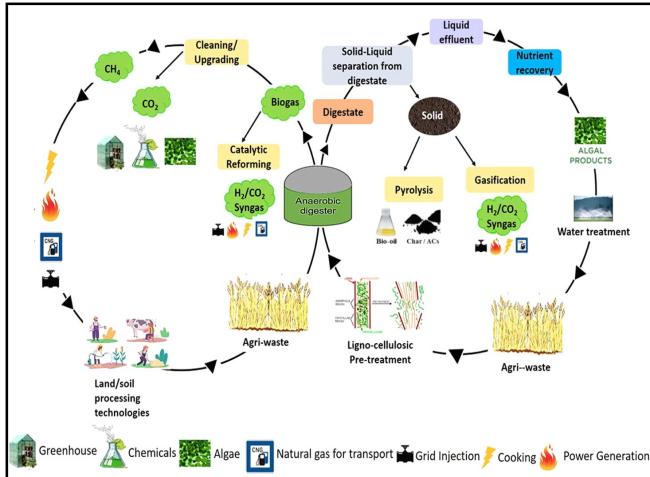 Cleaning/
Upgrading
CH4
CO2
Biogas
Catalytic
Reforming
H2/CO2
Syngas
Liquid
effluent
Solid-Liquid
separation from
digestate
Nutrient
recovery
Digestate
Solid
Pyrolysis
Gasification
H2/CO2
Syngas
Bio-oil
Char / ACs
ALGAL
PRODUCTS
Water treatment
Anaerobic
digester
CNG
Agri-waste
Ligno-cellulosic
Pre-treatment
Agri--waste
Land/soil
processing
technologies
Greenhouse
Chemicals
Algae
CNG
Natural gas for transport
Grid Injection
Cooking
Power Generation